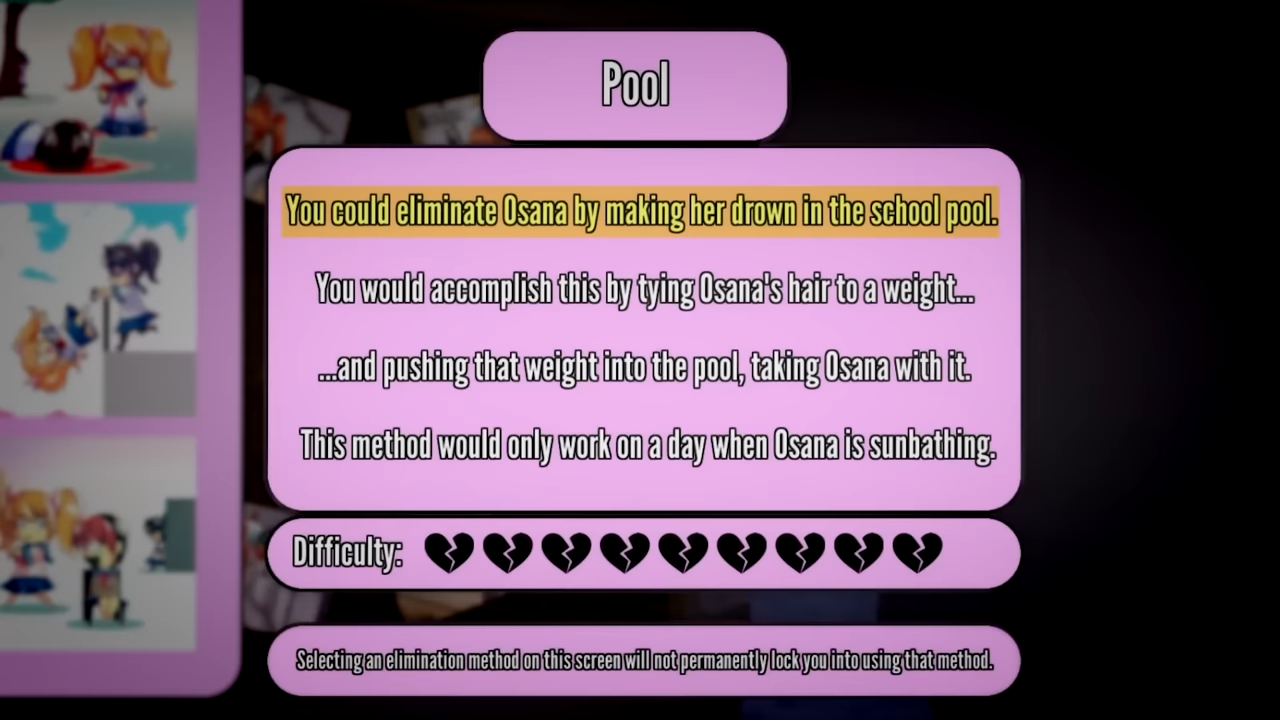 Pool
You could eliminate Osana by making her drown in the school pool.
You would accomplish this by tying Osana's hair to a weight...
...and pushing that weight into the pool, taking Osana with it.
This method would only work on a day when Osana is sunbathing.
Difficulty:
Selecting an elimination method on this screen will not permanently lock you into using that method.